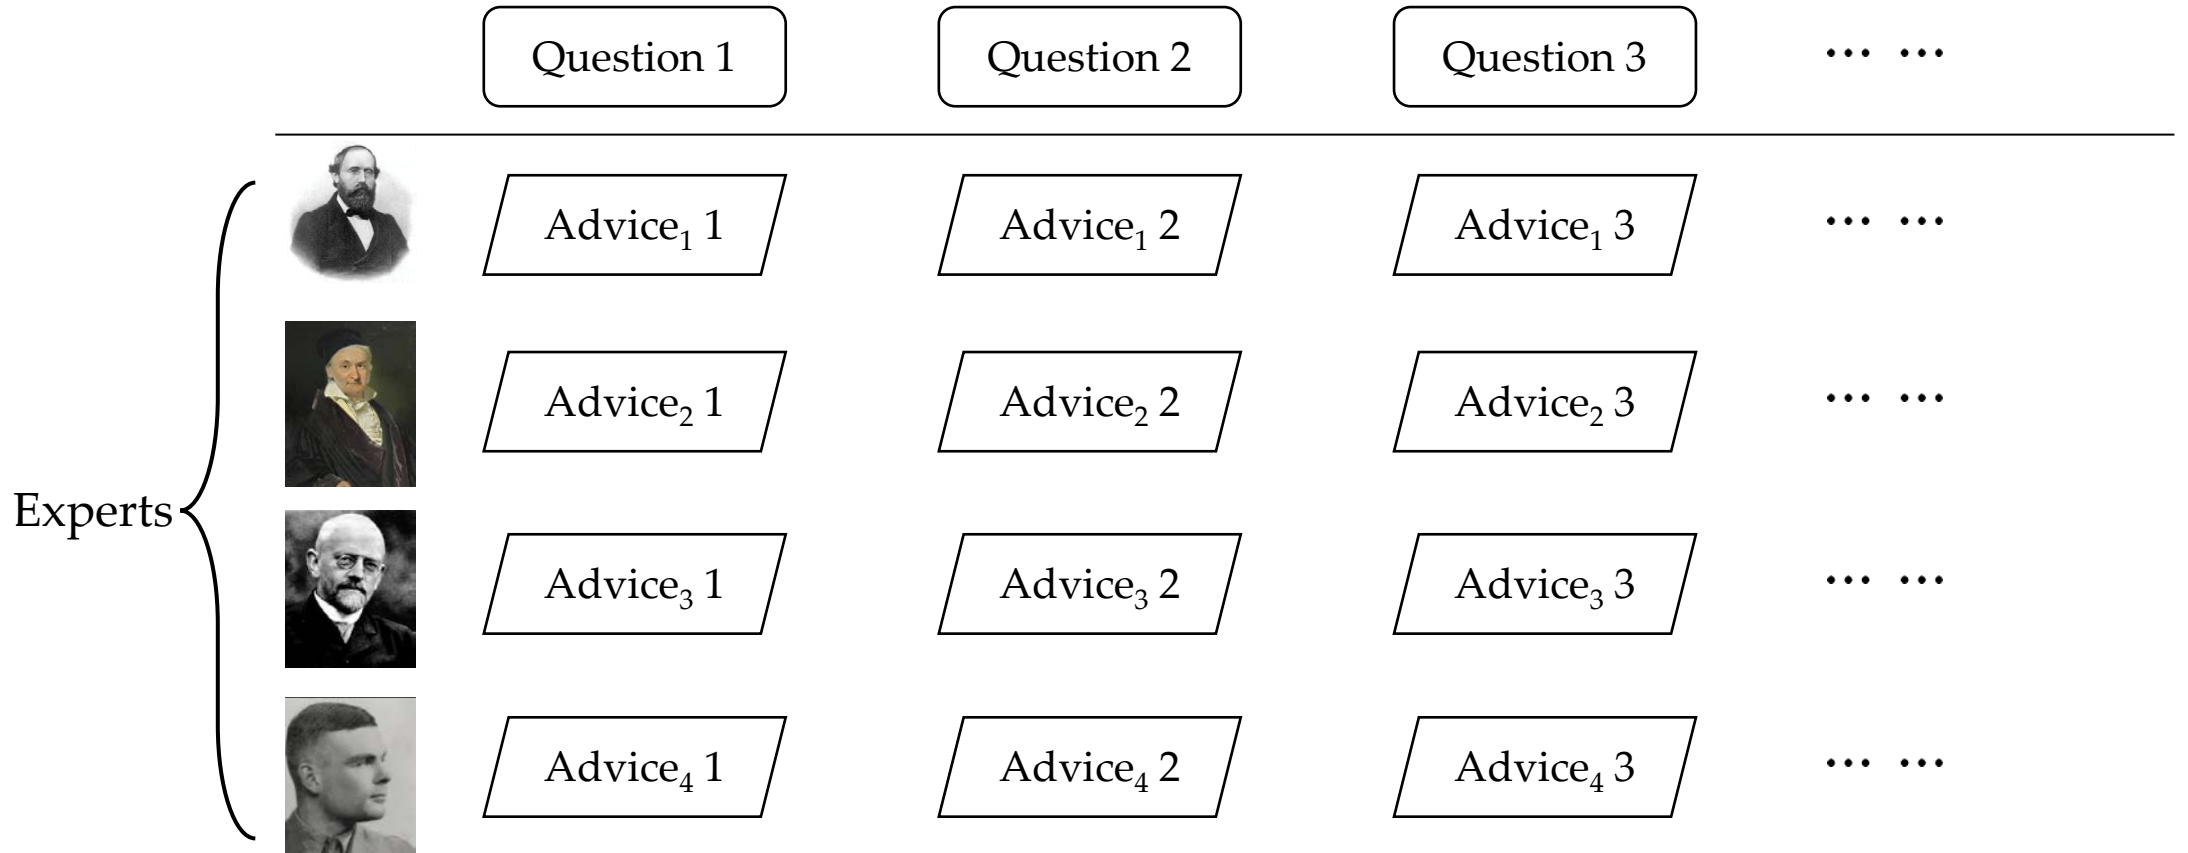 Question 1 Question 2 Question 3 ... ...
Advice₁ 1 Advice₁ 2 Advice₁ 3 ... ...
Advice₂ 1 Advice₂ 2 Advice₂ 3 ... ...
Experts
Advice₃ 1 Advice₃ 2 Advice₃ 3 ... ...
Advice₄ 1 Advice₄ 2 Advice₄ 3 ... ...